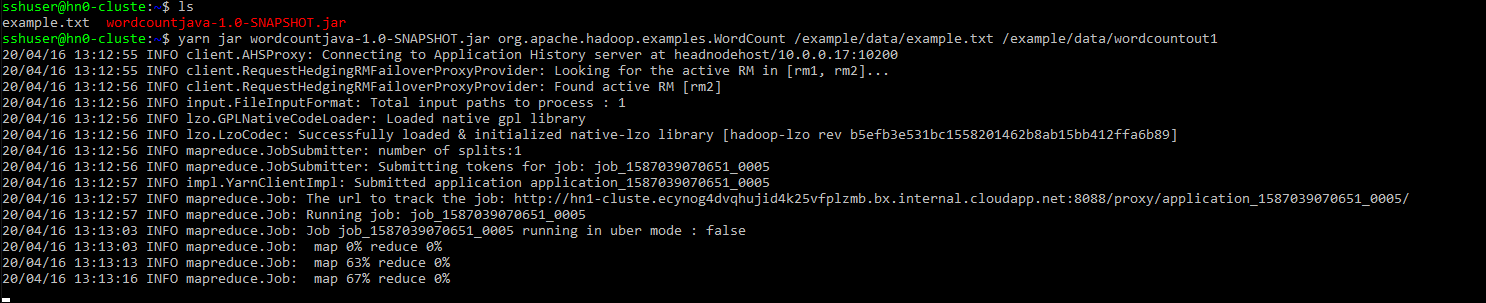 sshuser@hn0-cluste:~$ ls
example.txt  wordcountjava-1.0-SNAPSHOT.jar
sshuser@hn0-cluste:~$ yarn jar wordcountjava-1.0-SNAPSHOT.jar org.apache.hadoop.examples.WordCount /example/data/example.txt /example/data/wordcountout1
20/04/16 13:12:55 INFO client.AHSProxy: Connecting to Application History server at headnodehost/10.0.0.17:10200
20/04/16 13:12:55 INFO client.RequestHedgingRMFailoverProxyProvider: Looking for the active RM in [rm1, rm2]...
20/04/16 13:12:56 INFO client.RequestHedgingRMFailoverProxyProvider: Found active RM [rm2]
20/04/16 13:12:56 INFO input.FileInputFormat: Total input paths to process : 1
20/04/16 13:12:56 INFO lzo.GPLNativeCodeLoader: Loaded native gpl library
20/04/16 13:12:56 INFO lzo.LzoCodec: Successfully loaded & initialized native-lzo library [hadoop-lzo rev b5efb3e531bc1558201462b8ab15bb412ffa6b89]
20/04/16 13:12:56 INFO mapreduce.JobSubmitter: number of splits:1
20/04/16 13:12:56 INFO mapreduce.JobSubmitter: Submitting tokens for job: job_1587039070651_0005
20/04/16 13:12:57 INFO impl.YarnClientImpl: Submitted application application_1587039070651_0005
20/04/16 13:12:57 INFO mapreduce.Job: The url to track the job: http://hn1-cluste.ecynog4dvqhujid4k25vfplzmb.bx.internal.cloudapp.net:8088/proxy/application_1587039070651_0005/
20/04/16 13:12:57 INFO mapreduce.Job: Running job: job_1587039070651_0005
20/04/16 13:13:03 INFO mapreduce.Job: Job job_1587039070651_0005 running in uber mode : false
20/04/16 13:13:03 INFO mapreduce.Job:  map 0% reduce 0%
20/04/16 13:13:13 INFO mapreduce.Job:  map 63% reduce 0%
20/04/16 13:13:16 INFO mapreduce.Job:  map 67% reduce 0%